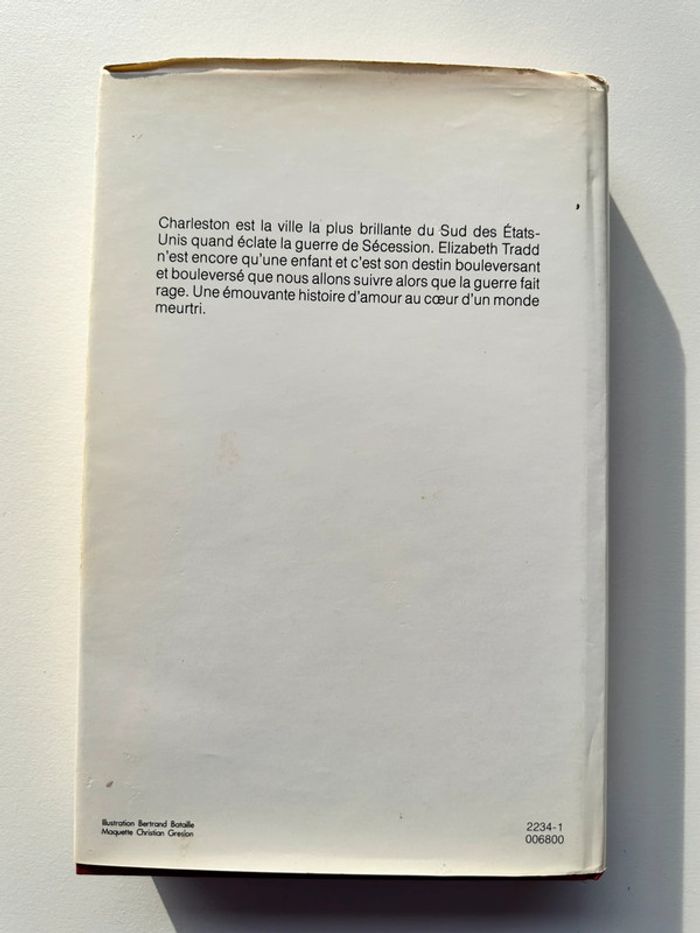 Charleston est la ville la plus brillante du Sud des États-
Unis quand éclate la guerre de Sécession. Elizabeth Tradd
n'est encore qu'une enfant et c'est son destin bouleversant
et bouleversé que nous allons suivre alors que la guerre fait
rage. Une émouvante histoire d'amour au cœur d'un monde
meurtri.
Illustration Bertrand Bataille
Maquette Christian Gresion
2234-1
006800